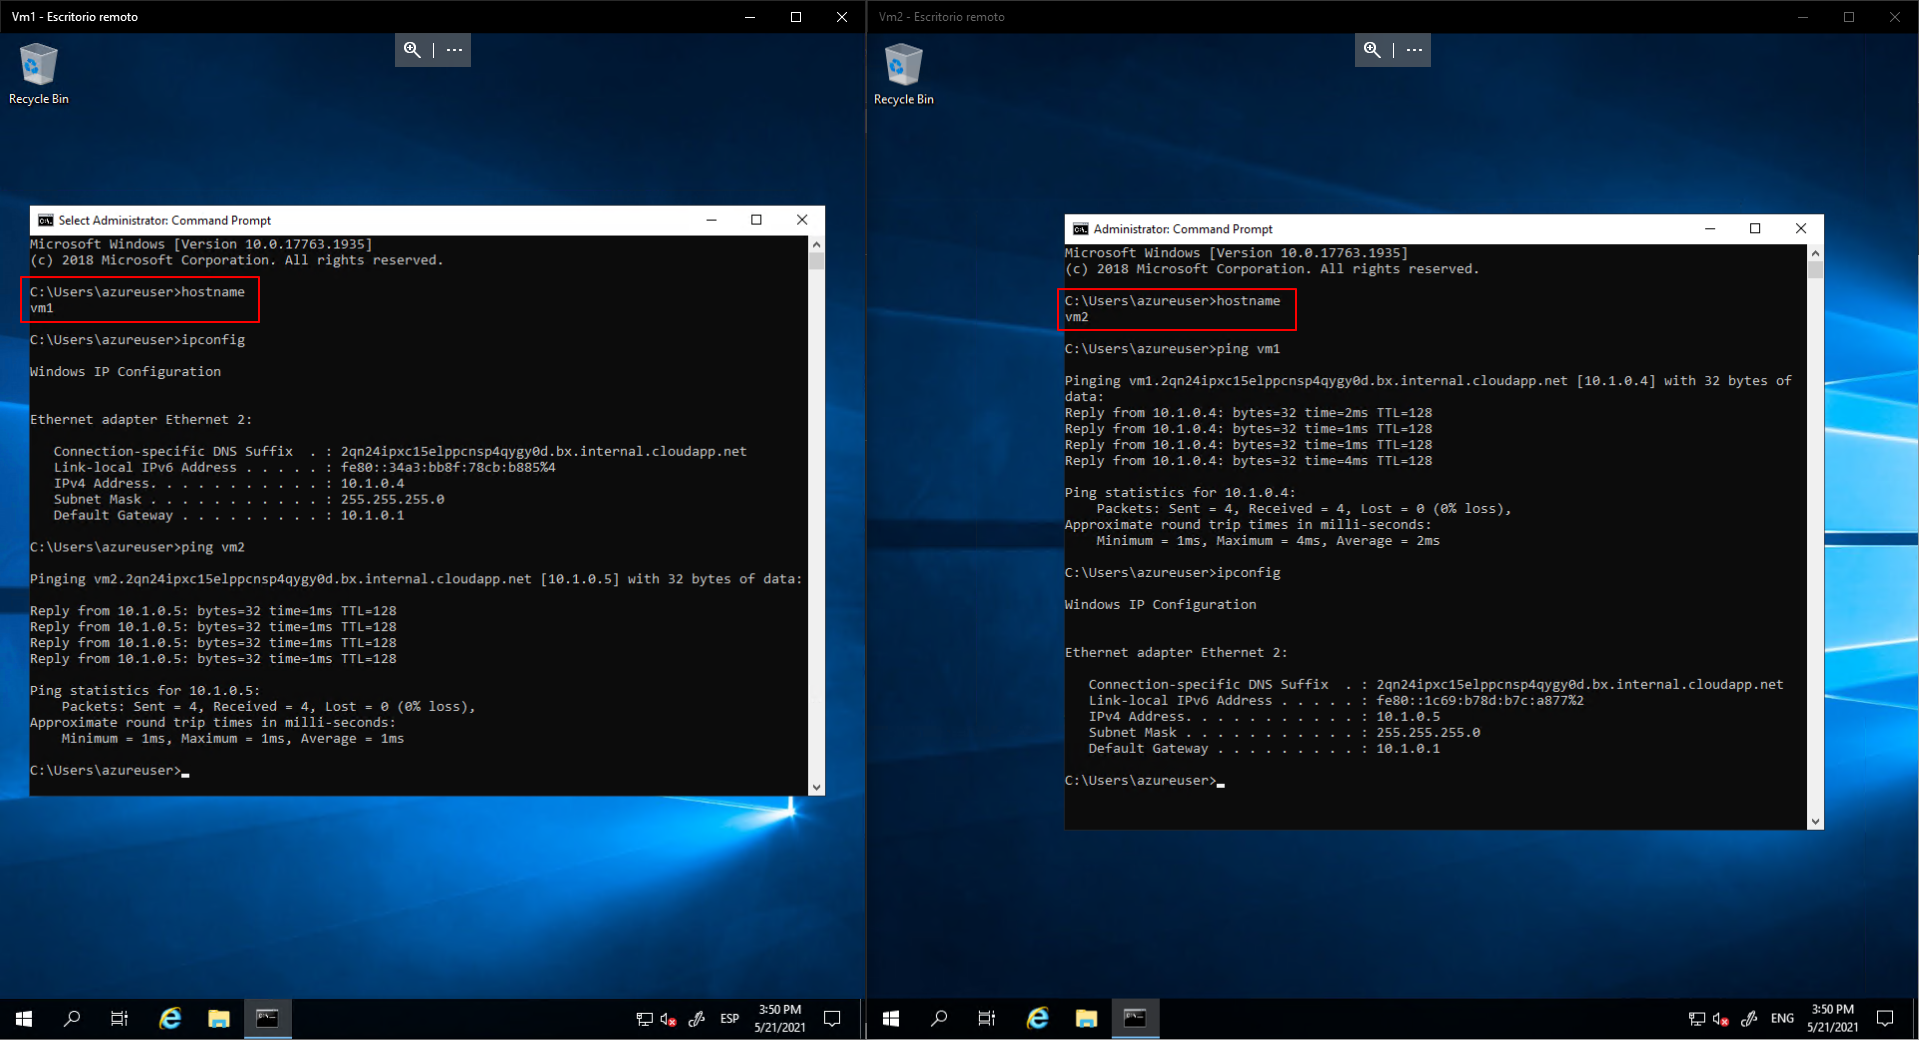 Vm1 - Escritorio remoto
Recycle Bin
Select Administrator: Command Prompt
Microsoft Windows [Version 10.0.17763.1935]
(c) 2018 Microsoft Corporation. All rights reserved.
C:\Users\azureuser>hostname
vm1
C:\Users\azureuser>ipconfig
Windows IP Configuration
Ethernet adapter Ethernet 2:
Connection-specific DNS Suffix  . : 2qn24ipxc15elppcnsp4qygy0d.bx.internal.cloudapp.net
Link-local IPv6 Address . . . . . : fe80::34a3:bb8f:78cb:b885%4
IPv4 Address. . . . . . . . . . . : 10.1.0.4
Subnet Mask . . . . . . . . . . . : 255.255.255.0
Default Gateway . . . . . . . . . : 10.1.0.1
C:\Users\azureuser>ping vm2
Pinging vm2.2qn24ipxc15elppcnsp4qygy0d.bx.internal.cloudapp.net [10.1.0.5] with 32 bytes of data:
Reply from 10.1.0.5: bytes=32 time=1ms TTL=128
Reply from 10.1.0.5: bytes=32 time=1ms TTL=128
Reply from 10.1.0.5: bytes=32 time=1ms TTL=128
Reply from 10.1.0.5: bytes=32 time=1ms TTL=128
Ping statistics for 10.1.0.5:
Packets: Sent = 4, Received = 4, Lost = 0 (0% loss),
Approximate round trip times in milli-seconds:
Minimum = 1ms, Maximum = 1ms, Average = 1ms
C:\Users\azureuser>
ESP
3:50 PM
5/21/2021
Vm2 - Escritorio remoto
Recycle Bin
Administrator: Command Prompt
Microsoft Windows [Version 10.0.17763.1935]
(c) 2018 Microsoft Corporation. All rights reserved.
C:\Users\azureuser>hostname
vm2
C:\Users\azureuser>ping vm1
Pinging vm1.2qn24ipxc15elppcnsp4qygy0d.bx.internal.cloudapp.net [10.1.0.4] with 32 bytes of
data:
Reply from 10.1.0.4: bytes=32 time=2ms TTL=128
Reply from 10.1.0.4: bytes=32 time=1ms TTL=128
Reply from 10.1.0.4: bytes=32 time=1ms TTL=128
Reply from 10.1.0.4: bytes=32 time=4ms TTL=128
Ping statistics for 10.1.0.4:
Packets: Sent = 4, Received = 4, Lost = 0 (0% loss),
Approximate round trip times in milli-seconds:
Minimum = 1ms, Maximum = 4ms, Average = 2ms
C:\Users\azureuser>ipconfig
Windows IP Configuration
Ethernet adapter Ethernet 2:
Connection-specific DNS Suffix  . : 2qn24ipxc15elppcnsp4qygy0d.bx.internal.cloudapp.net
Link-local IPv6 Address . . . . . : fe80::1c69:b78d:b7c:a877%2
IPv4 Address. . . . . . . . . . . : 10.1.0.5
Subnet Mask . . . . . . . . . . . : 255.255.255.0
Default Gateway . . . . . . . . . : 10.1.0.1
C:\Users\azureuser>
ENG
3:50 PM
5/21/2021